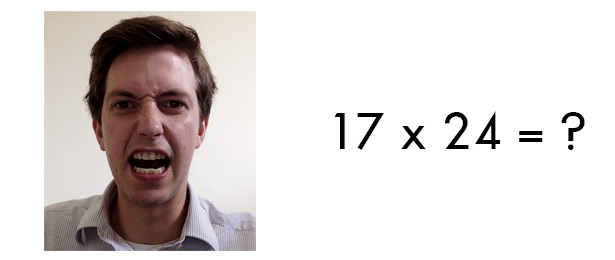 17 x 24 = ?